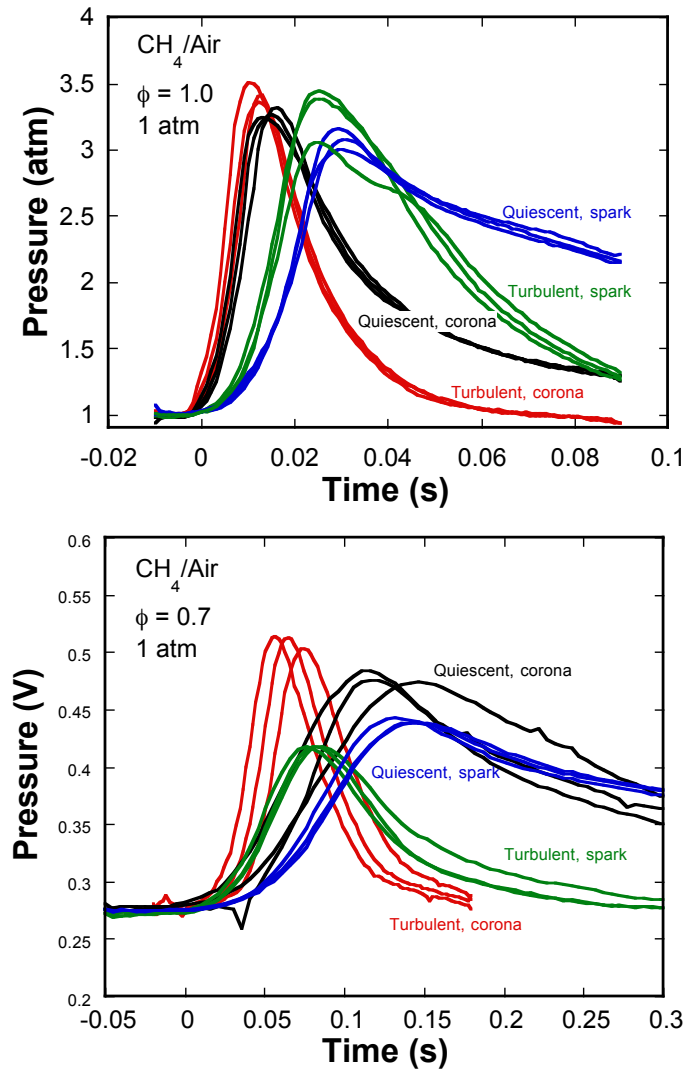 4
3.5
3
2.5
2
1.5
1
Pressure (atm)
CH4/Air
ϕ = 1.0
1 atm
Quiescent, spark
Turbulent, spark
Quiescent, corona
Turbulent, corona
-0.02 0 0.02 0.04 0.06 0.08 0.1
Time (s)
0.6
0.55
0.5
0.45
0.4
0.35
0.3
0.25
0.2
Pressure (V)
CH4/Air
ϕ = 0.7
1 atm
Quiescent, corona
Quiescent, spark
Turbulent, spark
Turbulent, corona
-0.05 0 0.05 0.1 0.15 0.2 0.25 0.3
Time (s)